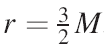 r = \frac{3}{2} M